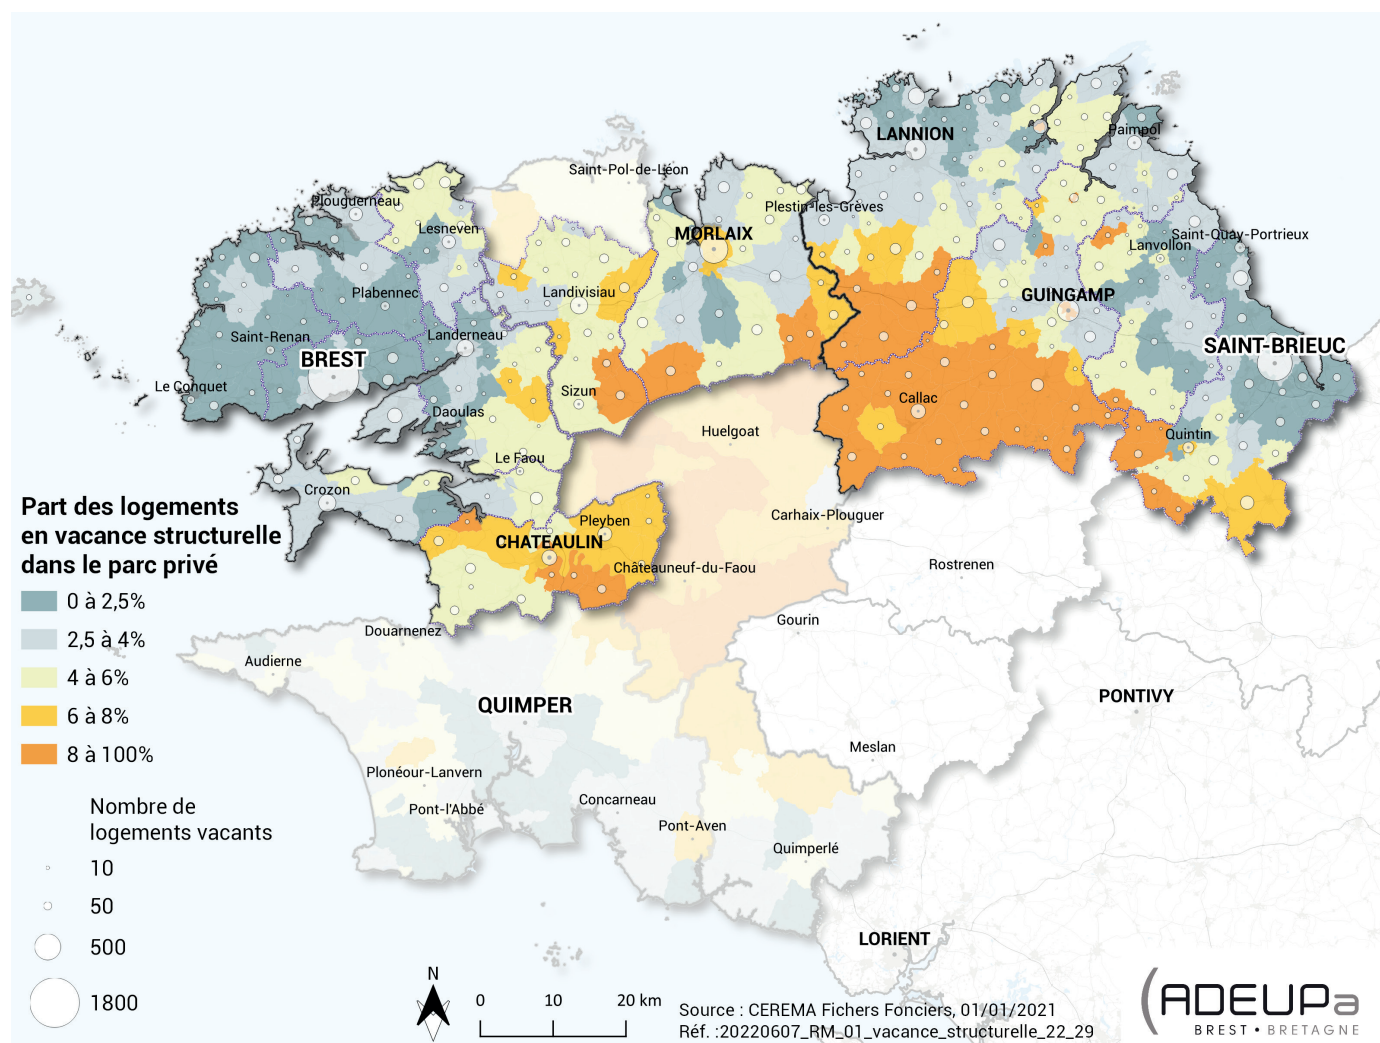 Saint-Pol-de-Léon
LANNION
Paimpol
Plouguerneau
Lesneven
MORLAIX
Plestin-les-Grèves
Saint-Quay-Portrieux
Lanvollon
Plabennec
Landivisiau
GUINGAMP
Saint-Renan
Landerneau
BREST
SAINT-BRIEUC
Le Conquet
Sizun
Callac
Daoulas
Huelgoat
Quintin
Le Faou
Crozon
Pleyben
Carhaix-Plouguer
CHATEAULIN
Châteauneuf-du-Faou
Rostrenen
Gourin
Douarnenez
Audierne
QUIMPER
PONTIVY
Meslan
Plonéour-Lanvern
Pont-l'Abbé
Concarneau
Pont-Aven
Quimperlé
LORIENT
Part des logements
en vacance structurelle
dans le parc privé
0 à 2,5%
2,5 à 4%
4 à 6%
6 à 8%
8 à 100%
Nombre de
logements vacants
10
50
500
1800
N
0 10 20 km
Source : CEREMA Fichers Fonciers, 01/01/2021
Réf. :20220607_RM_01_vacance_structurelle_22_29
ADEUPa
BREST • BRETAGNE